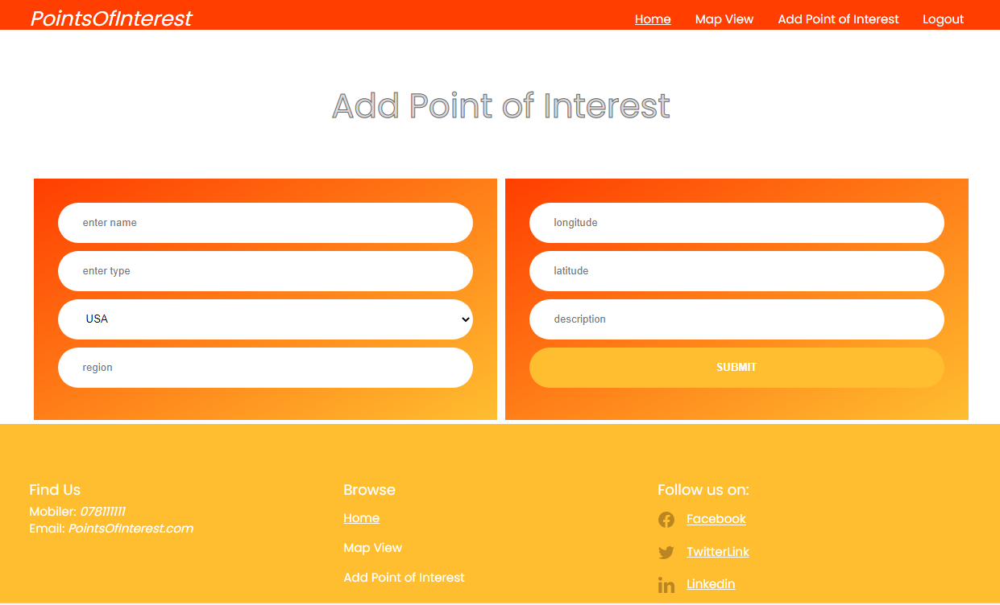 PointsOfInterest
Home Map View Add Point of Interest Logout
Add Point of Interest
enter name
enter type
USA
region
longitude
latitude
description
SUBMIT
Find Us
Mobiler: 078111111
Email: PointsOfInterest.com
Browse
Home
Map View
Add Point of Interest
Follow us on:
Facebook
TwitterLink
Linkedin